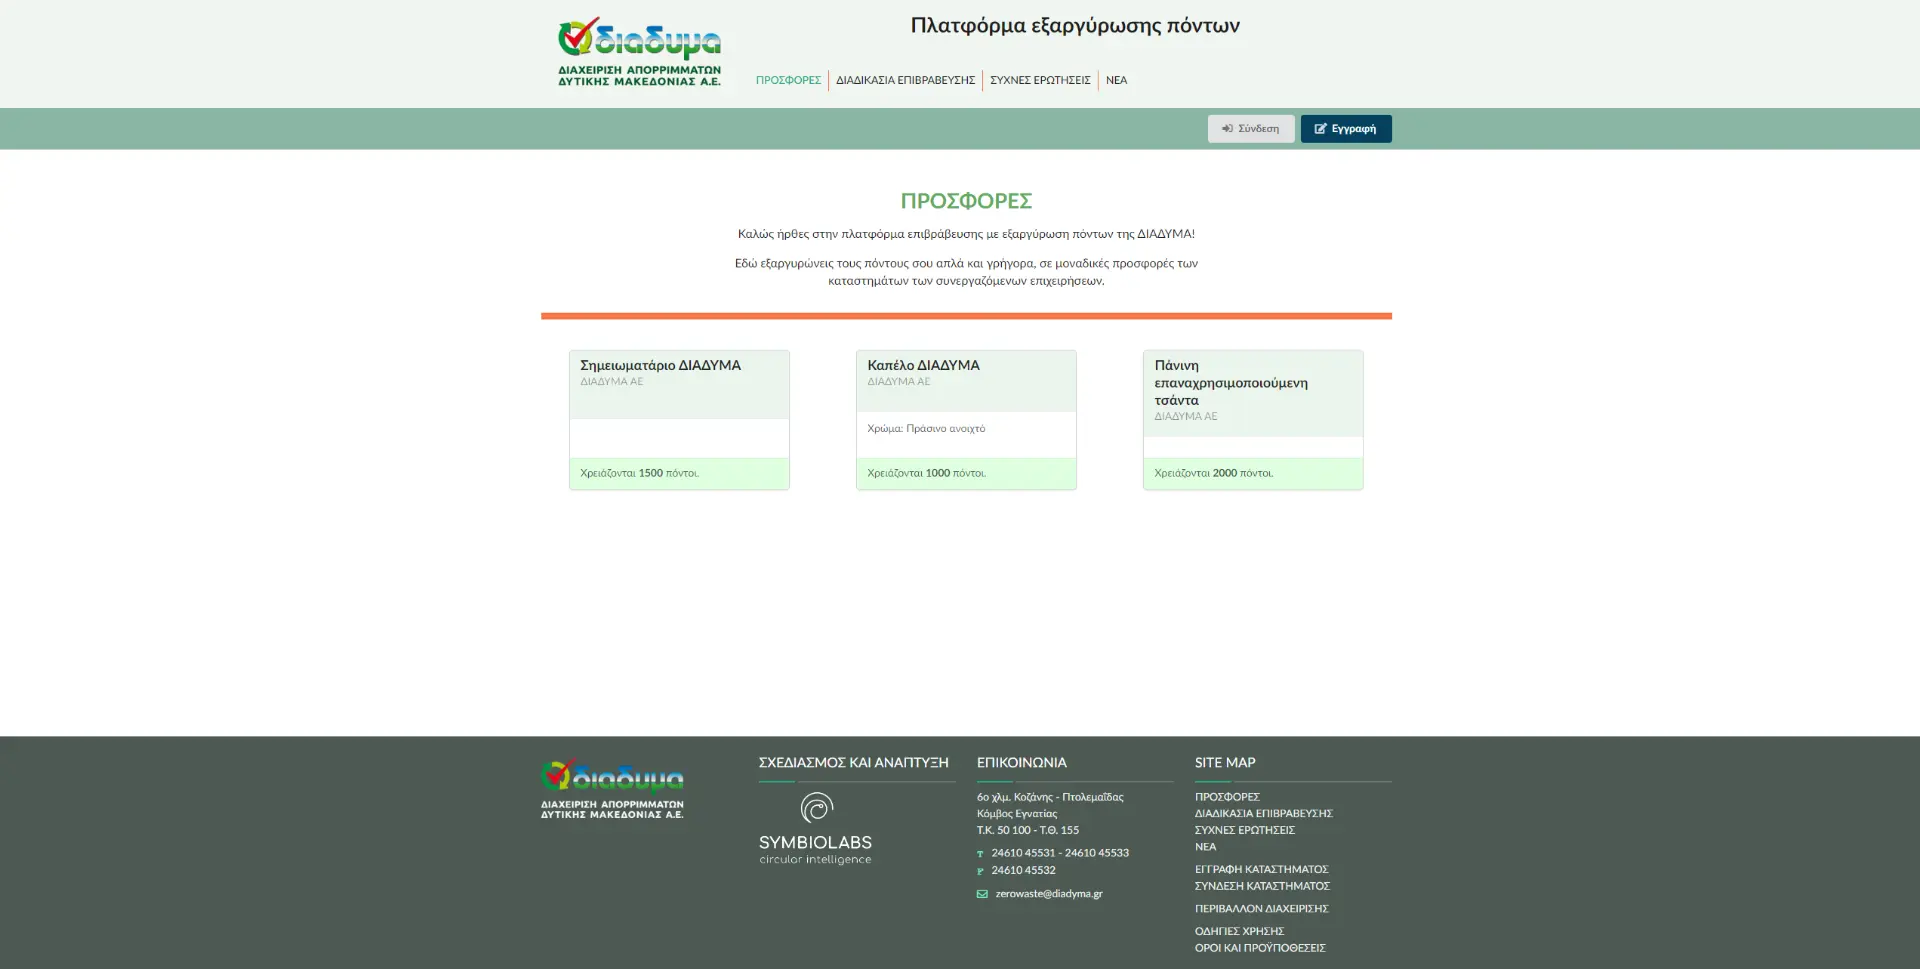 διαδυμα
ΔΙΑΧΕΙΡΙΣΗ ΑΠΟΡΡΙΜΜΑΤΩΝ
ΔΥΤΙΚΗΣ ΜΑΚΕΔΟΝΙΑΣ Α.Ε.
Πλατφόρμα εξαργύρωσης πόντων
ΠΡΟΣΦΟΡΕΣ
ΔΙΑΔΙΚΑΣΙΑ ΕΠΙΒΡΑΒΕΥΣΗΣ
ΣΥΧΝΕΣ ΕΡΩΤΗΣΕΙΣ
ΝΕΑ
Σύνδεση
Εγγραφή
ΠΡΟΣΦΟΡΕΣ
Καλώς ήρθες στην πλατφόρμα επιβράβευσης με εξαργύρωση πόντων της ΔΙΑΔΥΜΑ!
Εδώ εξαργυρώνεις τους πόντους σου απλά και γρήγορα, σε μοναδικές προσφορές των
καταστημάτων των συνεργαζόμενων επιχειρήσεων.
Σημειωματάριο ΔΙΑΔΥΜΑ
ΔΙΑΔΥΜΑ ΑΕ
Χρειάζονται 1500 πόντοι.
Καπέλο ΔΙΑΔΥΜΑ
ΔΙΑΔΥΜΑ ΑΕ
Χρώμα: Πράσινο ανοιχτό
Χρειάζονται 1000 πόντοι.
Πάνινη
επαναχρησιμοποιούμενη
τσάντα
ΔΙΑΔΥΜΑ ΑΕ
Χρειάζονται 2000 πόντοι.
διαδυμα
ΔΙΑΧΕΙΡΙΣΗ ΑΠΟΡΡΙΜΜΑΤΩΝ
ΔΥΤΙΚΗΣ ΜΑΚΕΔΟΝΙΑΣ Α.Ε.
ΣΧΕΔΙΑΣΜΟΣ ΚΑΙ ΑΝΑΠΤΥΞΗ
SYMBIOLABS
circular intelligence
ΕΠΙΚΟΙΝΩΝΙΑ
6ο χλμ. Κοζάνης - Πτολεμαΐδας
Κόμβος Εγνατίας
Τ.Κ. 50 100 - Τ.Θ. 155
T 24610 45531 - 24610 45533
F 24610 45532
zerowaste@diadyma.gr
SITE MAP
ΠΡΟΣΦΟΡΕΣ
ΔΙΑΔΙΚΑΣΙΑ ΕΠΙΒΡΑΒΕΥΣΗΣ
ΣΥΧΝΕΣ ΕΡΩΤΗΣΕΙΣ
ΝΕΑ
ΕΓΓΡΑΦΗ ΚΑΤΑΣΤΗΜΑΤΟΣ
ΣΥΝΔΕΣΗ ΚΑΤΑΣΤΗΜΑΤΟΣ
ΠΕΡΙΒΑΛΛΟΝ ΔΙΑΧΕΙΡΙΣΗΣ
ΟΔΗΓΙΕΣ ΧΡΗΣΗΣ
ΟΡΟΙ ΚΑΙ ΠΡΟΫΠΟΘΕΣΕΙΣ